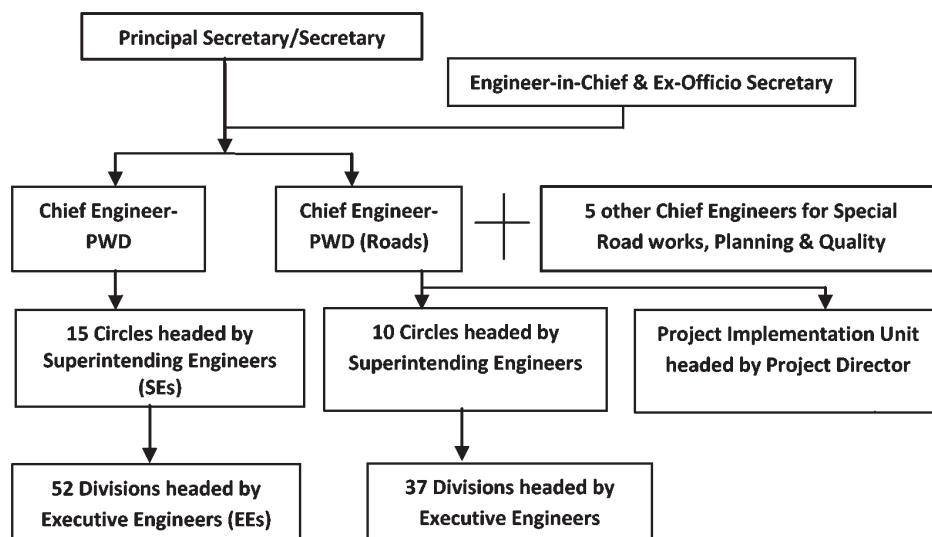 Principal Secretary/Secretary
Engineer-in-Chief & Ex-Officio Secretary
Chief Engineer-
PWD
Chief Engineer-
PWD (Roads)
5 other Chief Engineers for Special
Road works, Planning & Quality
15 Circles headed by
Superintending Engineers
(SEs)
10 Circles headed by
Superintending Engineers
Project Implementation Unit
headed by Project Director
52 Divisions headed by
Executive Engineers (EEs)
37 Divisions headed by
Executive Engineers